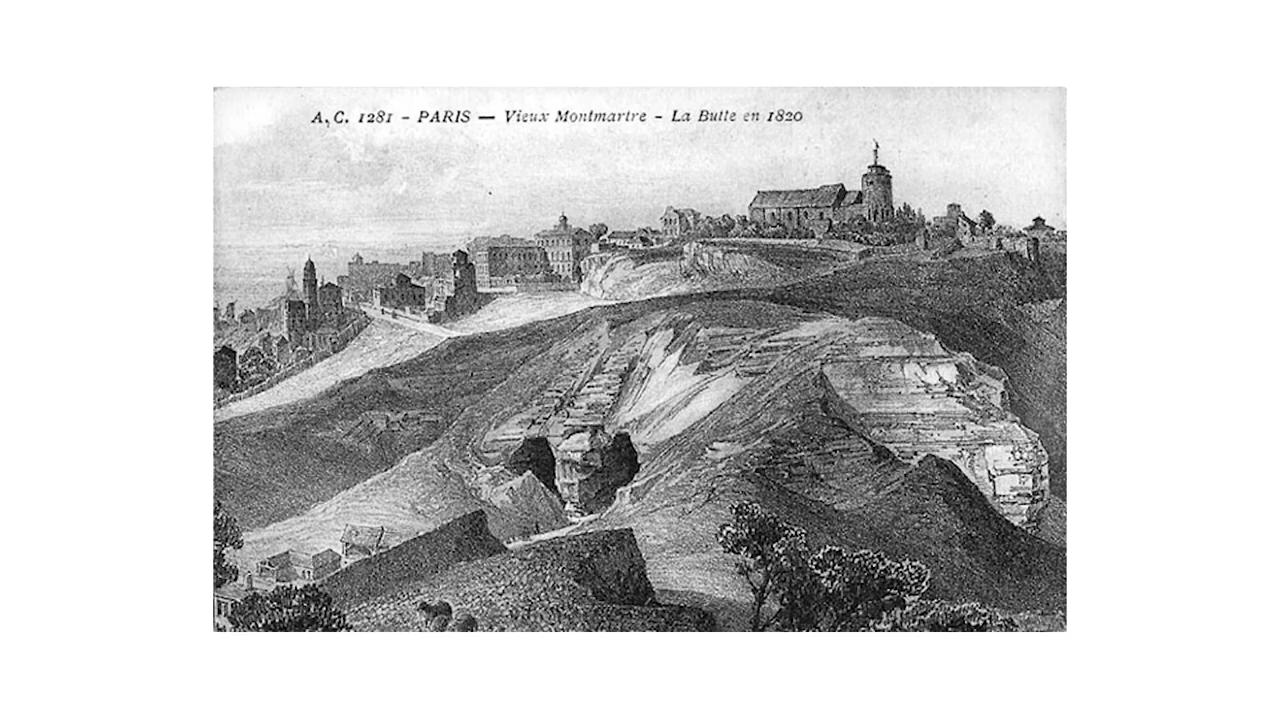 A. C. 1281 - PARIS — Vieux Montmartre - La Butte en 1820